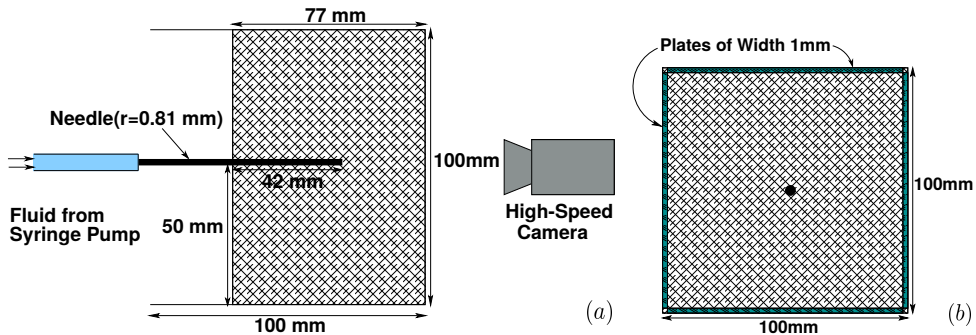 77 mm
Needle(r=0.81 mm)
42 mm
100mm
50 mm
Fluid from
Syringe Pump
100 mm
High-Speed
Camera
(a)
Plates of Width 1mm
100mm
100mm
(b)